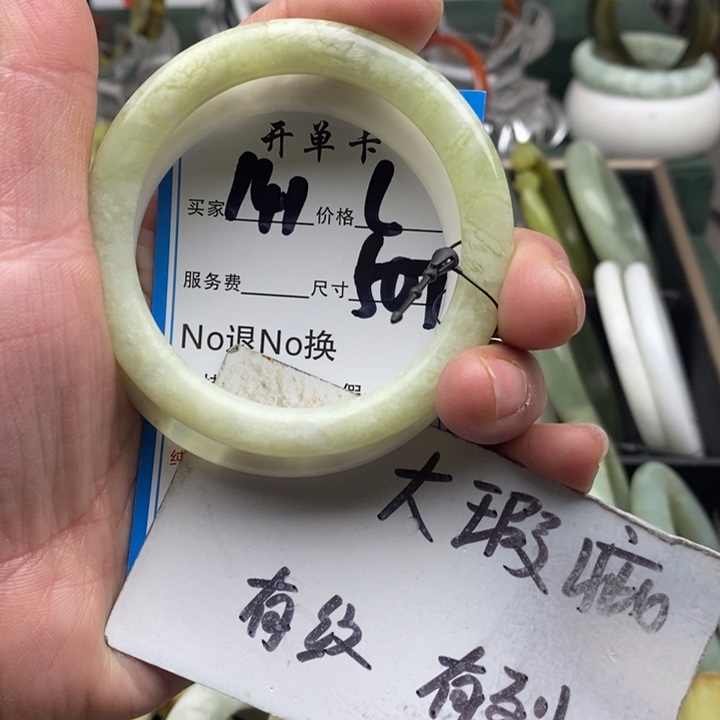 开单卡
买家 价格
服务费 尺寸
No退No换
大瑕疵
有纹 有裂